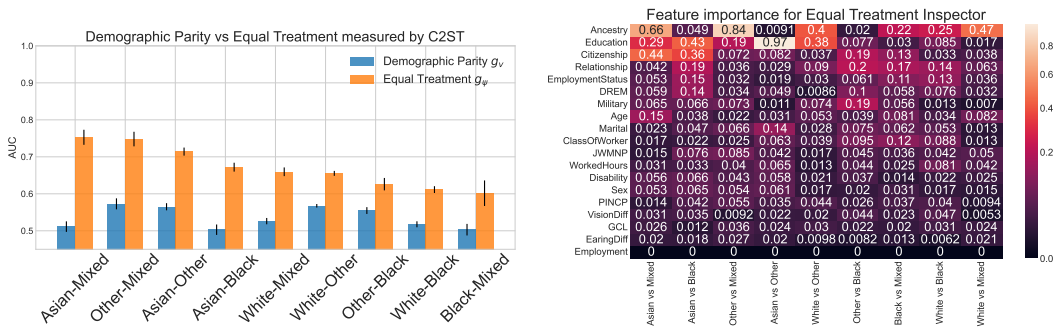 Demographic Parity vs Equal Treatment measured by C2ST
1.0
0.9
0.8
0.7
0.6
0.5
AUC
Demographic Parity gᵥ
Equal Treatment gψ
Asian-Mixed
Other-Mixed
Asian-Other
Asian-Black
White-Mixed
White-Other
Other-Black
White-Black
Black-Mixed
Feature importance for Equal Treatment Inspector
Ancestry 0.66 0.049 0.84 0.0091 0.4 0.02 0.22 0.25 0.47
Education 0.29 0.43 0.19 0.97 0.38 0.077 0.03 0.085 0.017
Citizenship 0.44 0.36 0.072 0.082 0.037 0.19 0.13 0.033 0.038
Relationship 0.042 0.19 0.036 0.029 0.09 0.2 0.17 0.14 0.063
EmploymentStatus 0.053 0.15 0.032 0.019 0.03 0.061 0.11 0.13 0.036
DREM 0.059 0.14 0.034 0.049 0.0086 0.1 0.058 0.12 0.028
Military 0.065 0.066 0.073 0.011 0.074 0.19 0.056 0.013 0.007
Age 0.15 0.038 0.022 0.031 0.053 0.039 0.081 0.034 0.082
Marital 0.023 0.047 0.066 0.14 0.028 0.075 0.062 0.053 0.013
ClassOfWorker 0.017 0.022 0.025 0.063 0.039 0.095 0.12 0.088 0.013
JWMNP 0.015 0.076 0.085 0.042 0.017 0.045 0.036 0.042 0.05
WorkedHours 0.031 0.033 0.04 0.065 0.013 0.044 0.025 0.081 0.042
Disability 0.056 0.066 0.043 0.058 0.021 0.037 0.014 0.022 0.025
Sex 0.053 0.065 0.054 0.061 0.017 0.02 0.031 0.017 0.015
PINCP 0.014 0.042 0.055 0.035 0.044 0.026 0.037 0.04 0.0094
VisionDiff 0.031 0.035 0.0092 0.022 0.02 0.044 0.023 0.047 0.0053
GCL 0.026 0.012 0.036 0.024 0.03 0.022 0.02 0.031 0.024
EaringDiff 0.02 0.018 0.027 0.02 0.0098 0.0082 0.013 0.0062 0.021
Employment 0 0 0 0 0 0 0 0 0
Asian vs Mixed
Asian vs Black
Other vs Mixed
Asian vs Other
White vs Other
Other vs Black
Black vs Mixed
White vs Black
White vs Mixed
0.8
0.6
0.4
0.2
0.0